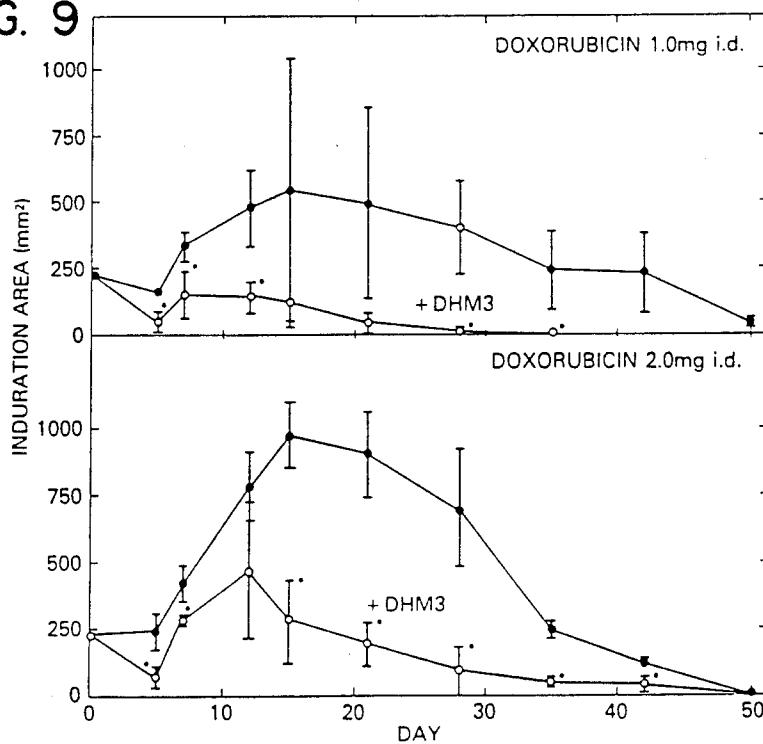 G. 9
DOXORUBICIN 1.0mg i.d.
1000
750
500
250
0
+ DHM3
DOXORUBICIN 2.0mg i.d.
1000
750
500
250
0
+ DHM3
INDURATION AREA (mm²)
0 10 20 30 40 50
DAY